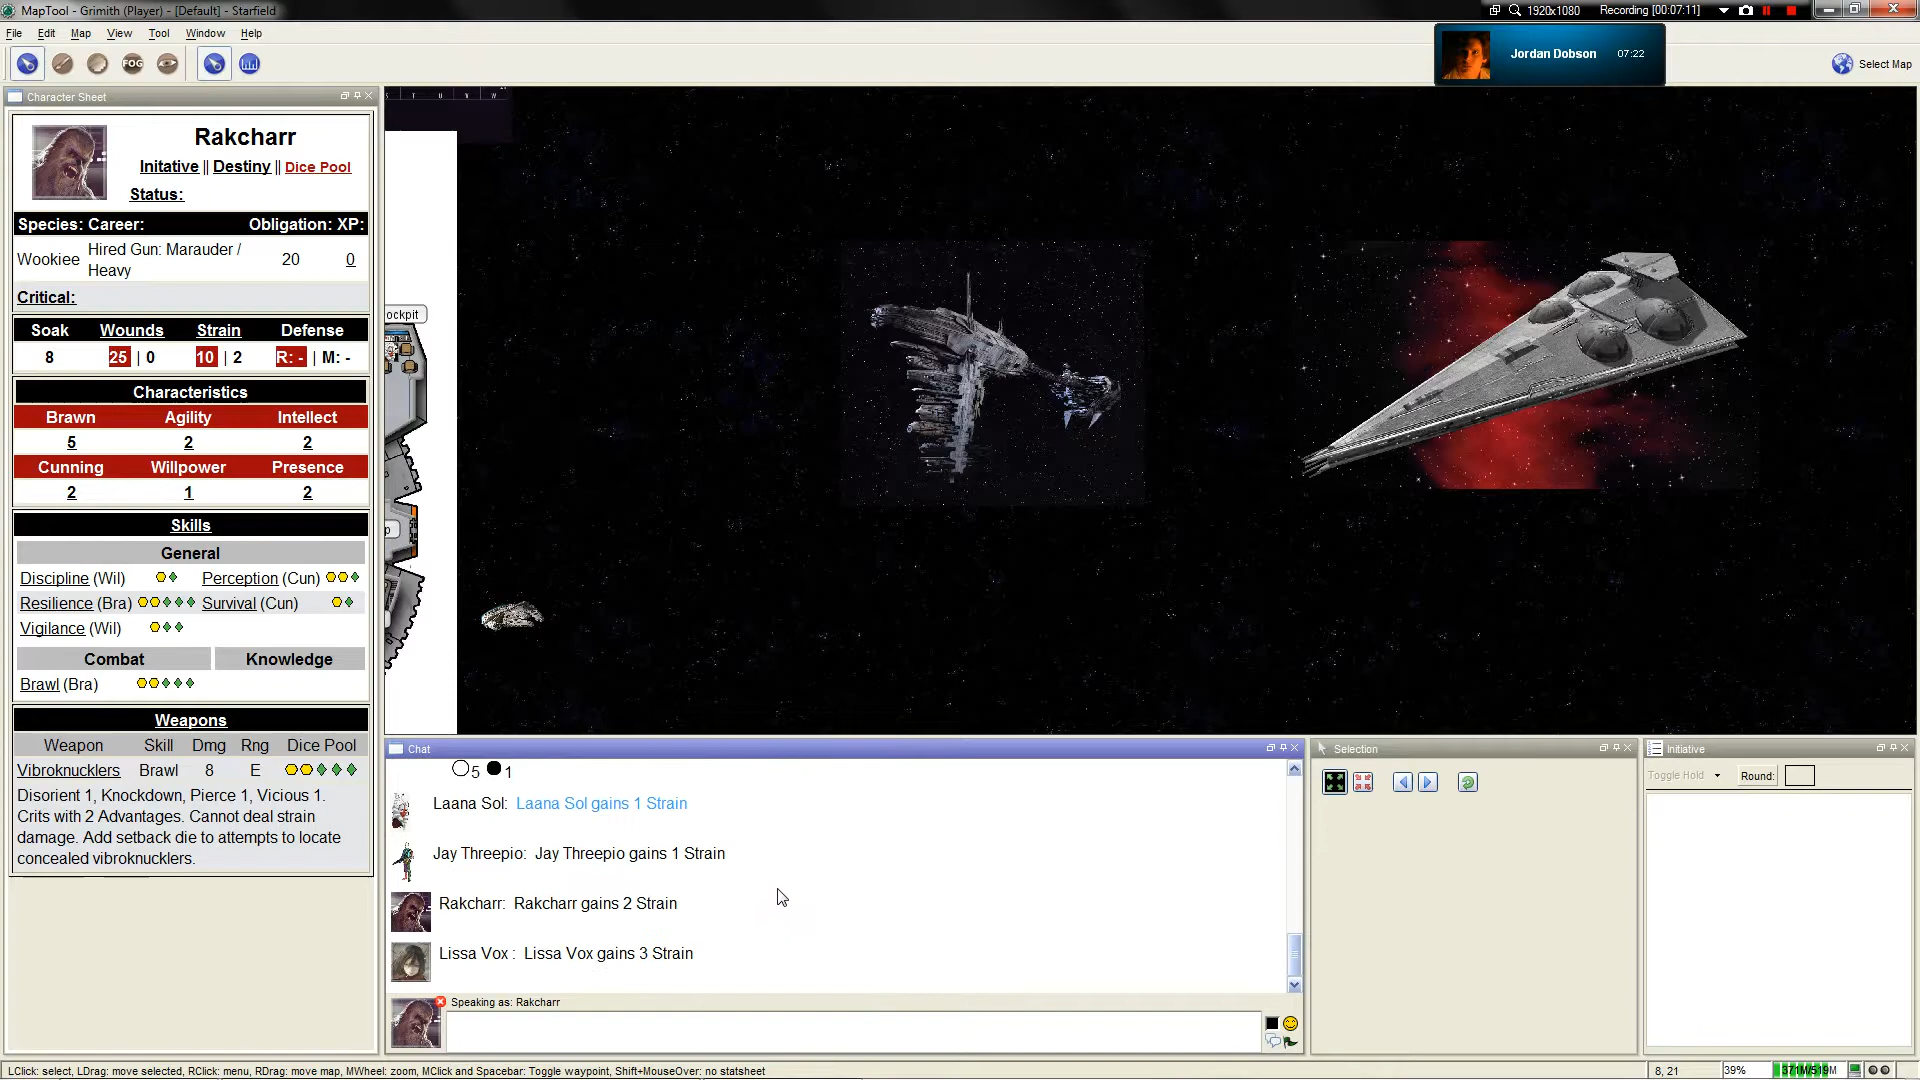 MapTool - Grimith (Player) - [Default] - Starfield
1920x1080
Recording [00:07:11]
File Edit Map View Tool Window Help
Jordan Dobson 07:22
FOG
Select Map
Character Sheet
S T U N W
Rakcharr
Initative || Destiny || Dice Pool
Status:
Species: Career: Obligation: XP:
Wookiee Hired Gun: Marauder / Heavy 20 0
Critical:
Soak Wounds Strain Defense
8 25 | 0 10 | 2 R: - | M: -
Characteristics
Brawn Agility Intellect
5 2 2
Cunning Willpower Presence
2 1 2
Skills
General
Discipline (Wil) Perception (Cun)
Resilience (Bra) Survival (Cun)
Vigilance (Wil)
Combat Knowledge
Brawl (Bra)
Weapons
Weapon Skill Dmg Rng Dice Pool
Vibroknucklers Brawl 8 E
Disorient 1, Knockdown, Pierce 1, Vicious 1.
Crits with 2 Advantages. Cannot deal strain
damage. Add setback die to attempts to locate
concealed vibroknucklers.
ockpit
p
Chat
5 1
Laana Sol: Laana Sol gains 1 Strain
Jay Threepio: Jay Threepio gains 1 Strain
Rakcharr: Rakcharr gains 2 Strain
Lissa Vox : Lissa Vox gains 3 Strain
Speaking as: Rakcharr
Selection
Initiative
Toggle Hold Round:
LClick: select, LDrag: move selected, RClick: menu, RDrag: move map, MWheel: zoom, MClick and Spacebar: Toggle waypoint, Shift+MouseOver: no statsheet
8, 21
39%
371M/519M